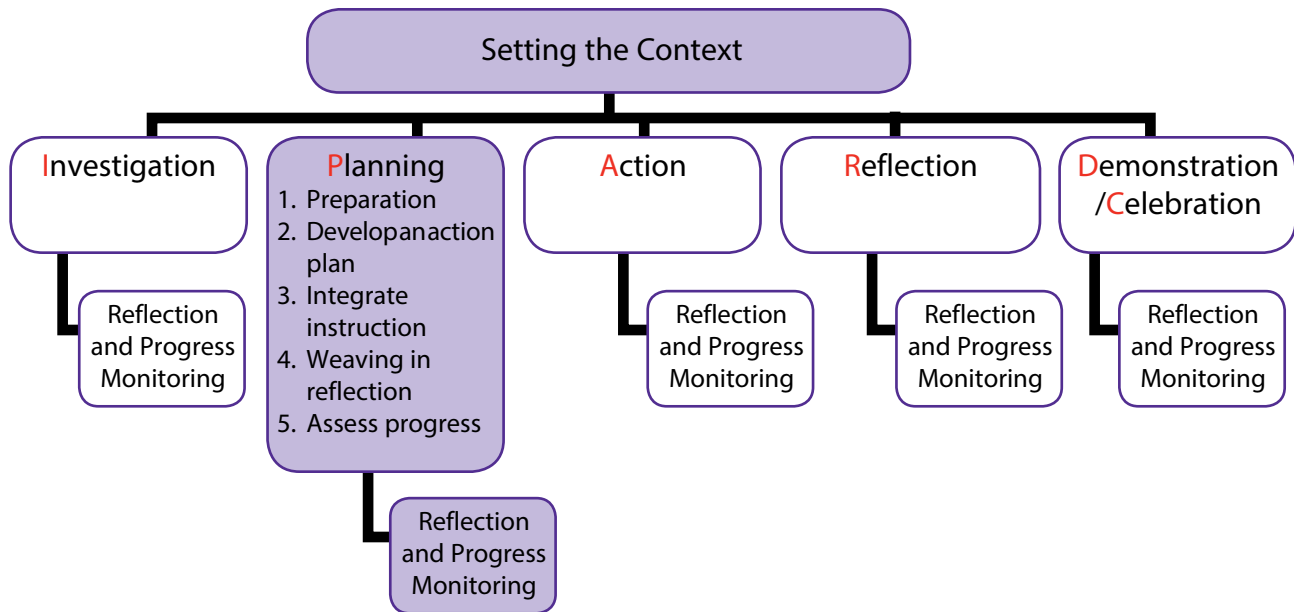 Setting the Context
Investigation
Planning
1. Preparation
2. Developanaction
plan
3. Integrate
instruction
4. Weaving in
reflection
5. Assess progress
Action
Reflection
Demonstration
/Celebration
Reflection
and Progress
Monitoring
Reflection
and Progress
Monitoring
Reflection
and Progress
Monitoring
Reflection
and Progress
Monitoring
Reflection
and Progress
Monitoring